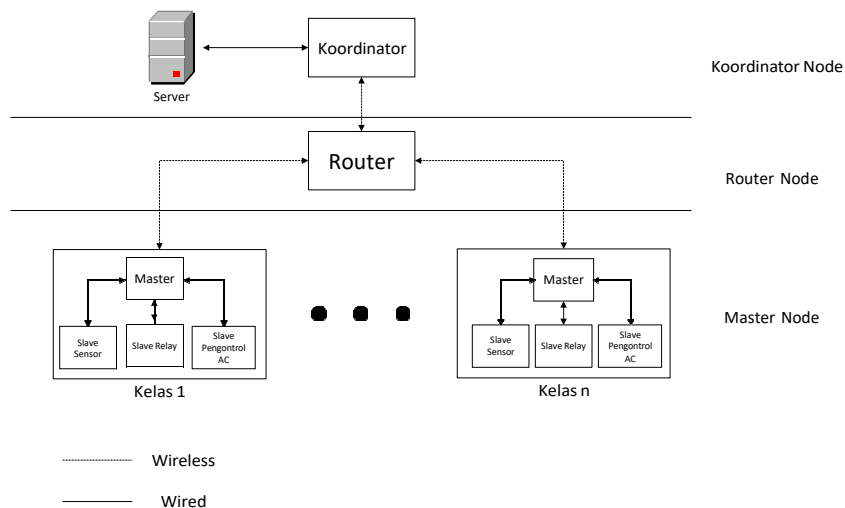 Koordinator
Server
Koordinator Node
Router
Router Node
Master
Slave
Sensor
Slave Relay
Slave
Pengontrol
AC
Kelas 1
Master
Slave
Sensor
Slave Relay
Slave
Pengontrol
AC
Kelas n
Master Node
Wireless
Wired